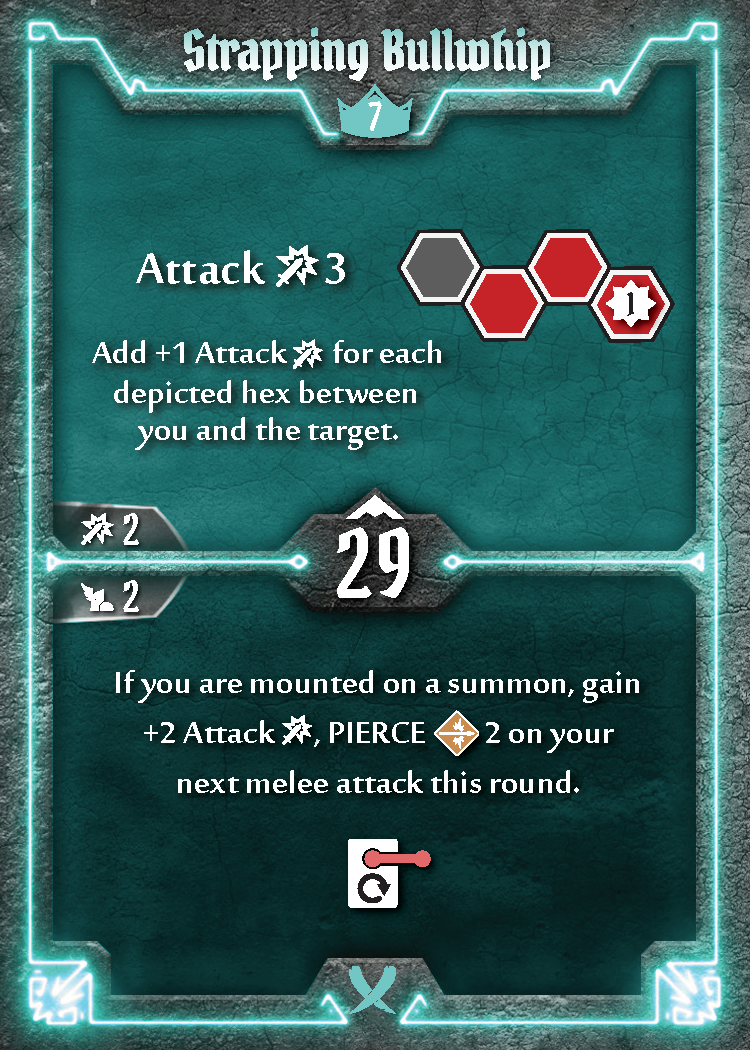 Strapping Bullwhip
7
Attack 3
1
Add +1 Attack for each
depicted hex between
you and the target.
2
29
2
If you are mounted on a summon, gain
+2 Attack , PIERCE 2 on your
next melee attack this round.